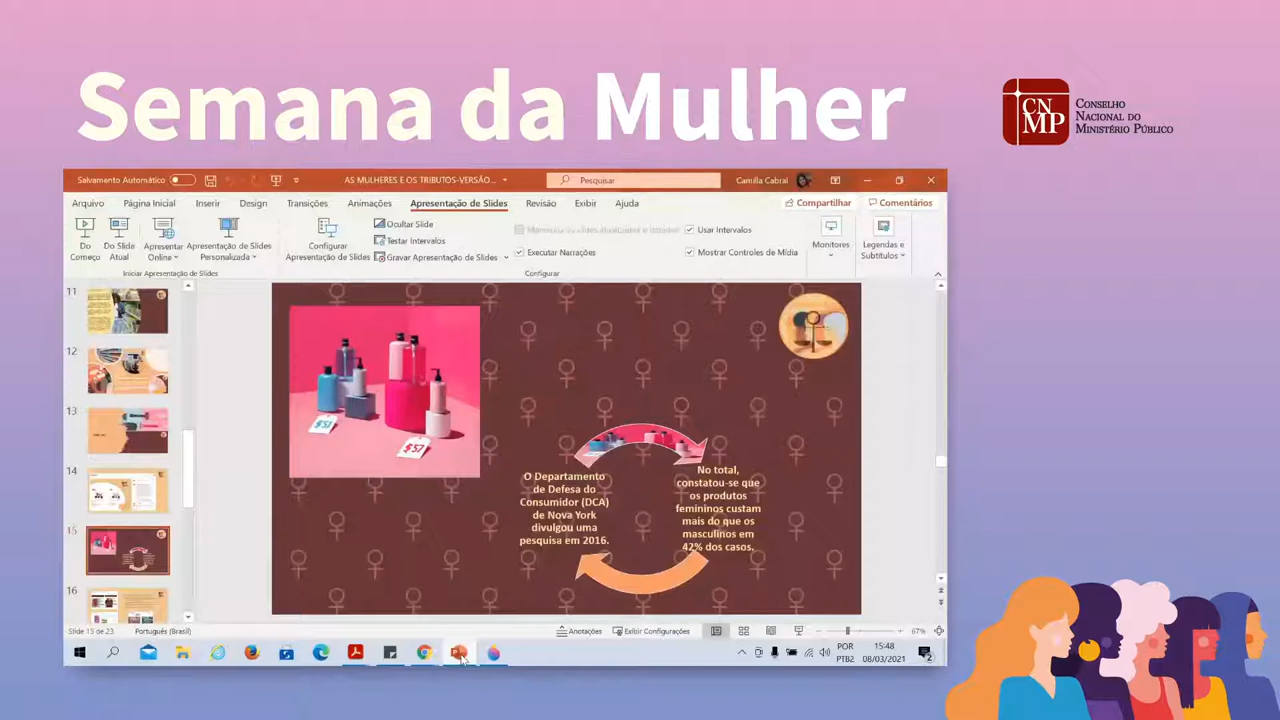 Semana da Mulher
CN
MP
CONSELHO
NACIONAL DO
MINISTÉRIO PÚBLICO
Salvamento Automático
AS MULHERES E OS TRIBUTOS-VERSÃO...
Pesquisar
Camilla Cabral
Arquivo
Página Inicial
Inserir
Design
Transições
Animações
Apresentação de Slides
Revisão
Exibir
Ajuda
Compartilhar
Comentários
Do
Começo
Do Slide
Atual
Apresentar
Online
Apresentação de Slides
Personalizada
Iniciar Apresentação de Slides
Configurar
Apresentação de Slides
Ocultar Slide
Testar Intervalos
Gravar Apresentação de Slides
Executar Narrações
Usar Intervalos
Mostrar Controles de Mídia
Configurar
Monitores
Legendas e
Subtítulos
11
12
13
14
15
16
$51
$57
O Departamento
de Defesa do
Consumidor (DCA)
de Nova York
divulgou uma
pesquisa em 2016.
No total,
constatou-se que
os produtos
femininos custam
mais do que os
masculinos em
42% dos casos.
Slide 15 de 23
Português (Brasil)
Anotações
Exibir Configurações
67%
POR
PTB2
15:48
08/03/2021
2